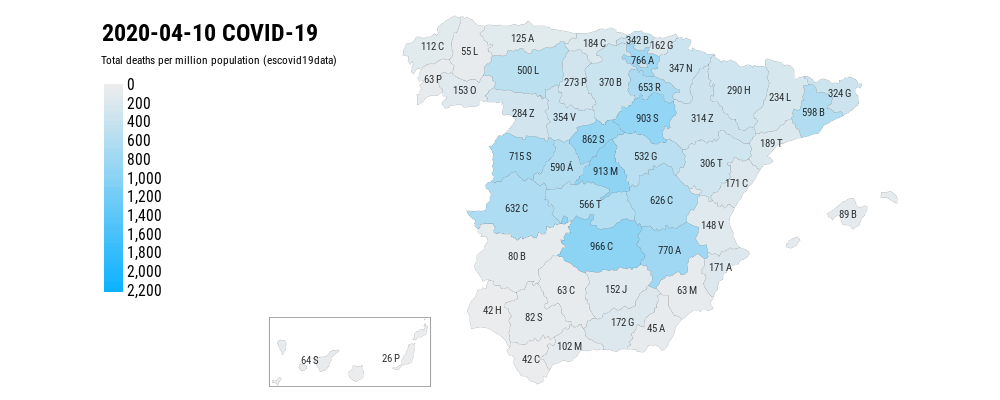 2020-04-10 COVID-19
Total deaths per million population (escovid19data)
0
200
400
600
800
1,000
1,200
1,400
1,600
1,800
2,000
2,200
112 C
55 L
125 A
184 C
342 B
162 G
766 A
347 N
63 P
153 O
500 L
273 P
370 B
653 R
290 H
234 L
324 G
598 B
284 Z
354 V
903 S
314 Z
189 T
862 S
715 S
590 Á
913 M
532 G
306 T
171 C
632 C
566 T
626 C
148 V
89 B
80 B
966 C
770 A
171 A
63 C
152 J
63 M
42 H
82 S
172 G
45 A
102 M
42 C
64 S
26 P